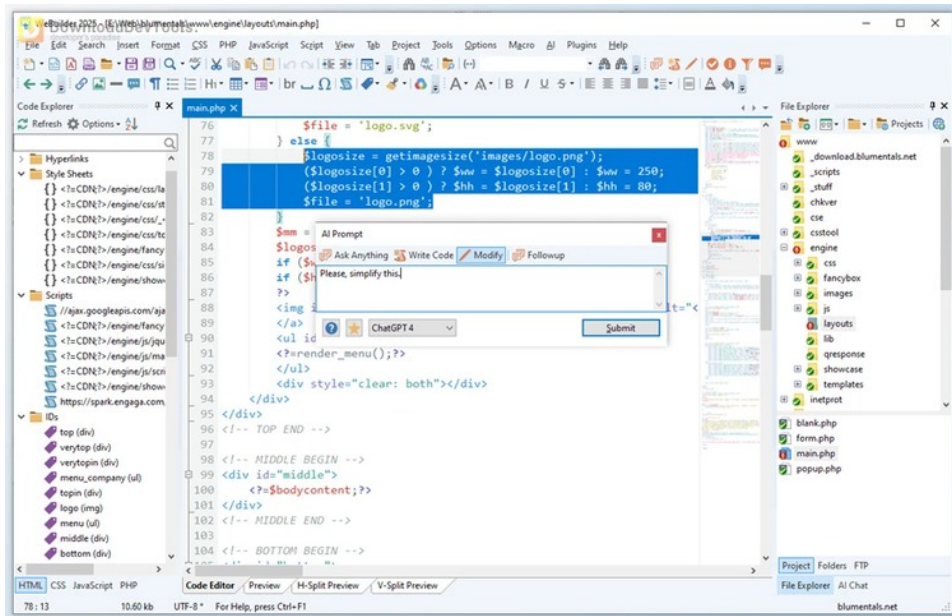 WeBuilder 2025 - [E:\Web\blumentals\www\engine\layouts\main.php]
DownloadDevTools.
File Edit Search Insert Format CSS PHP JavaScript Script View Tab Project Tools Options Macro AI Plugins Help
Code Explorer
Refresh Options
Hyperlinks
Style Sheets
{} <?=CDN;?>/engine/css/la
{} <?=CDN;?>/engine/css/st
{} <?=CDN;?>/engine/css/_
{} <?=CDN;?>/engine/css/tc
{} <?=CDN;?>/engine/fancy
{} <?=CDN;?>/engine/css/si
{} <?=CDN;?>/engine/show
Scripts
//ajax.googleapis.com/aja
<?=CDN;?>/engine/fancy
<?=CDN;?>/engine/js/jqu
<?=CDN;?>/engine/js/ma
<?=CDN;?>/engine/js/scri
<?=CDN;?>/engine/show
https://spark.engaga.com,
IDs
top (div)
verytop (div)
verytopin (div)
menu_company (ul)
topin (div)
logo (img)
menu (ul)
middle (div)
bottom (div)
HTML CSS JavaScript PHP
main.php
76 $file = 'logo.svg';
77 } else {
78 $logosize = getimagesize('images/logo.png');
79 ($logosize[0] > 0 ) ? $ww = $logosize[0] : $ww = 250;
80 ($logosize[1] > 0 ) ? $hh = $logosize[1] : $hh = 80;
81 $file = 'logo.png';
82 }
83 $mm =
84 $logos
85 if ($w
86 if ($h
87 ?>
88 <img i lt="<
89 </a>
90 <ul id
91 <?=render_menu();?>
92 </ul>
93 <div style="clear: both"></div>
94 </div>
95 </div>
96 <!-- TOP END -->
97
98 <!-- MIDDLE BEGIN -->
99 <div id="middle">
100 <?=$bodycontent;?>
101 </div>
102 <!-- MIDDLE END -->
103
104 <!-- BOTTOM BEGIN -->
AI Prompt
Ask Anything Write Code Modify Followup
Please, simplify this.
ChatGPT 4 Submit
Code Editor Preview H-Split Preview V-Split Preview
File Explorer
Projects
www
_download.blumentals.net
_scripts
_stuff
chkver
cse
csstool
engine
css
fancybox
images
js
layouts
lib
qresponse
showcase
templates
inetprot
blank.php
form.php
main.php
popup.php
Project Folders FTP
File Explorer AI Chat
78 : 13 10.60 kb UTF-8 * For Help, press Ctrl+F1 blumentals.net